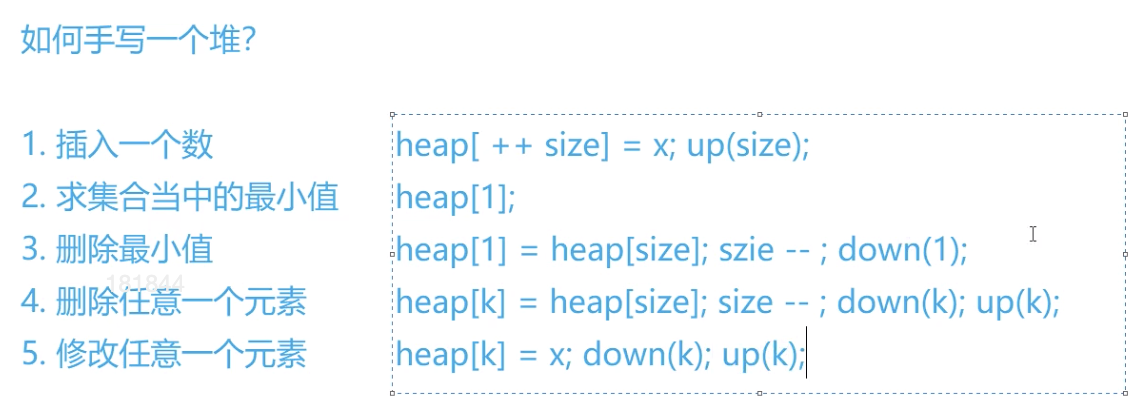 如何手写一个堆？
1. 插入一个数 heap[ ++ size] = x; up(size);
2. 求集合当中的最小值 heap[1];
3. 删除最小值 heap[1] = heap[size]; szie -- ; down(1);
181844
4. 删除任意一个元素 heap[k] = heap[size]; size -- ; down(k); up(k);
5. 修改任意一个元素 heap[k] = x; down(k); up(k);